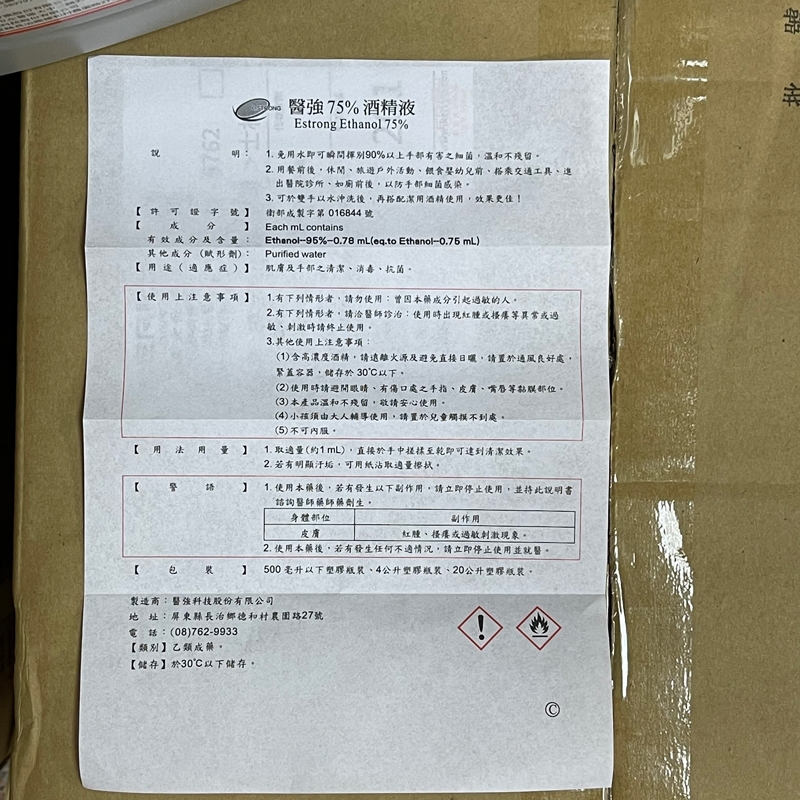 醫強 75% 酒精液
Estrong Ethanol 75%
說明：1. 免用水即可瞬間揮別90%以上手部有害之細菌，溫和不殘留。
2. 用餐前後，休閒、旅遊戶外活動、餵食嬰幼兒前、搭乘交通工具、進
出醫院診所、如廁前後，以防手部細菌感染。
3. 可於雙手以水沖洗後，再搭配潔用酒精使用，效果更佳！
【許可證字號】衛部成製字第 016844 號
【成分】Each mL contains
有效成分及含量：Ethanol-95%-0.78 mL(eq.to Ethanol-0.75 mL)
其他成分（賦形劑）：Purified water
【用途（適應症）】肌膚及手部之清潔、消毒、抗菌。
【使用上注意事項】1.有下列情形者，請勿使用：曾因本藥成分引起過敏的人。
2.有下列情形者，請洽醫師診治：使用時出現紅腫或搔癢等異常或過
敏、刺激時請終止使用。
3.其他使用上注意事項：
(1)含高濃度酒精，請遠離火源及避免直接日曬，請置於通風良好處，
緊蓋容器，儲存於 30℃以下。
(2)使用時請避開眼睛、有傷口處之手指、皮膚、嘴唇等黏膜部位。
(3)本產品溫和不殘留，敬請安心使用。
(4)小孩須由大人輔導使用，請置於兒童觸摸不到處。
(5)不可內服。
【用法用量】1. 取適量(約1 mL)，直接於手中搓揉至乾即可達到清潔效果。
2. 若有明顯汙垢，可用紙沾取適量擦拭。
【警語】1. 使用本藥後，若有發生以下副作用，請立即停止使用，並持此說明書
諮詢醫師藥師藥劑生。
身體部位 副作用
皮膚 紅腫、搔癢或過敏刺激現象。
2. 使用本藥後，若有發生任何不適情況，請立即停止使用並就醫。
【包裝】500 毫升以下塑膠瓶裝、4公升塑膠瓶裝、20公升塑膠瓶裝。
製造商：醫強科技股份有限公司
地址：屏東縣長治鄉德和村農園路27號
電話：(08)762-9933
【類別】乙類成藥。
【儲存】於30℃以下儲存。
©